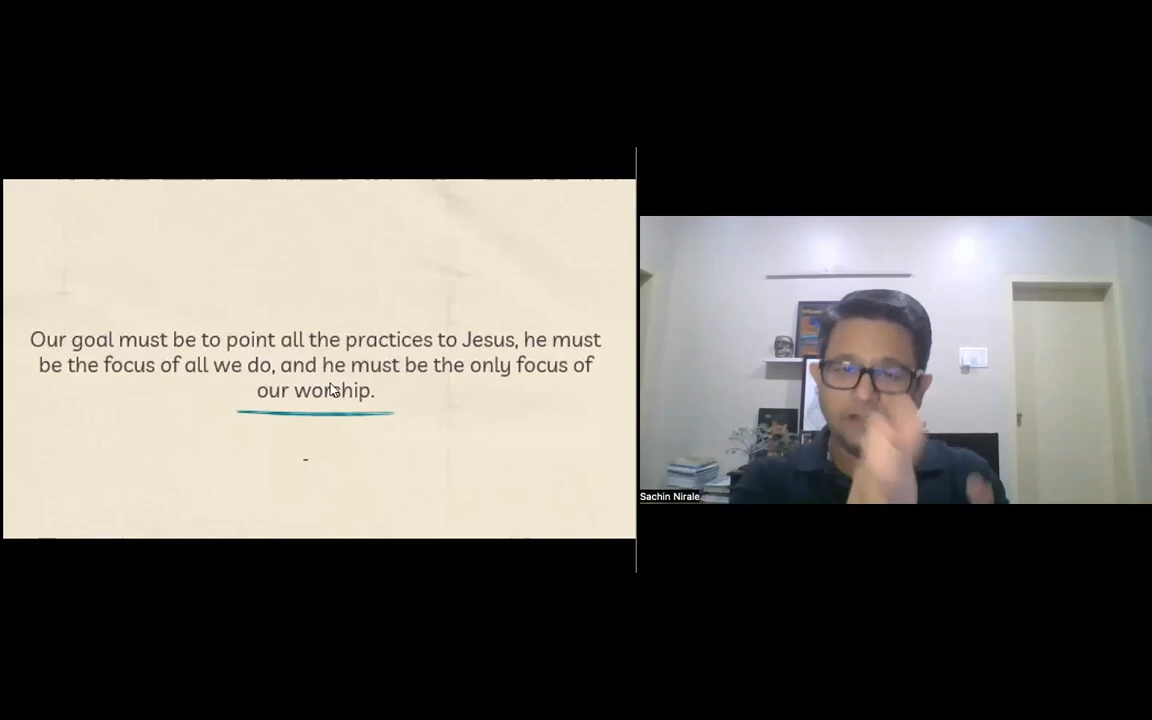 Our goal must be to point all the practices to Jesus, he must
be the focus of all we do, and he must be the only focus of
our worship.
-
Sachin Nirale